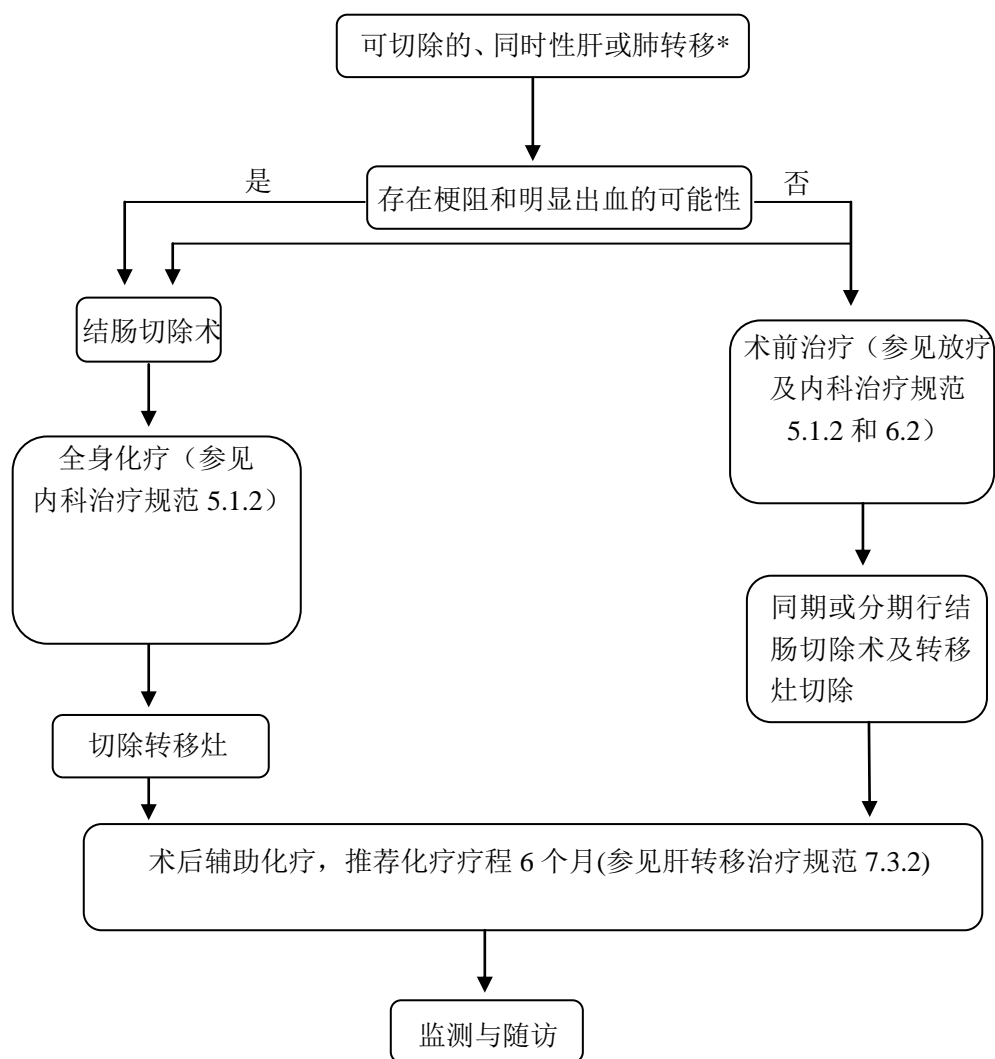 可切除的、同时性肝或肺转移*
是
存在梗阻和明显出血的可能性
否
结肠切除术
术前治疗（参见放疗
及内科治疗规范
5.1.2 和 6.2）
全身化疗（参见
内科治疗规范 5.1.2）
同期或分期行结
肠切除术及转移
灶切除
切除转移灶
术后辅助化疗，推荐化疗疗程 6 个月(参见肝转移治疗规范 7.3.2)
监测与随访